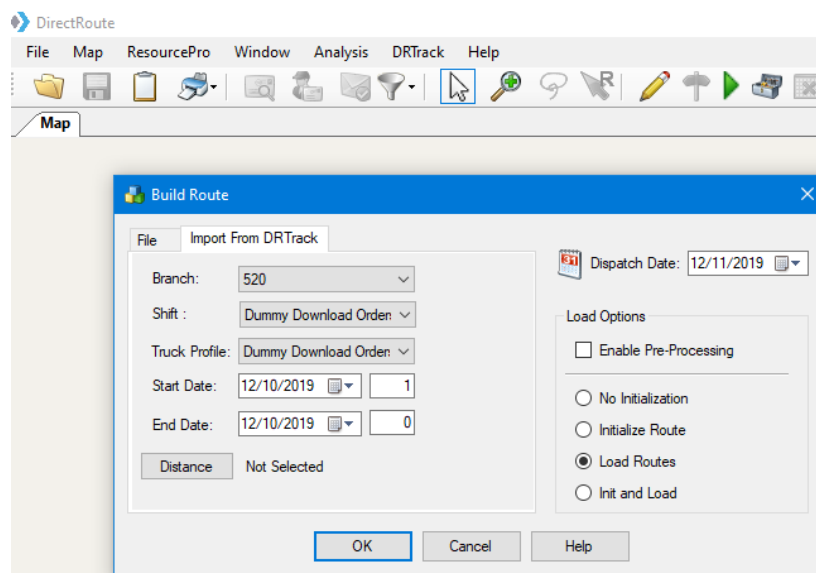 DirectRoute
File Map ResourcePro Window Analysis DRTrack Help
R
Map
Build Route
File Import From DRTrack
31 Dispatch Date: 12/11/2019
Branch: 520
Shift : Dummy Download Order
Load Options
Truck Profile: Dummy Download Order
Enable Pre-Processing
Start Date: 12/10/2019 1
No Initialization
End Date: 12/10/2019 0
Initialize Route
Distance Not Selected
Load Routes
Init and Load
OK Cancel Help